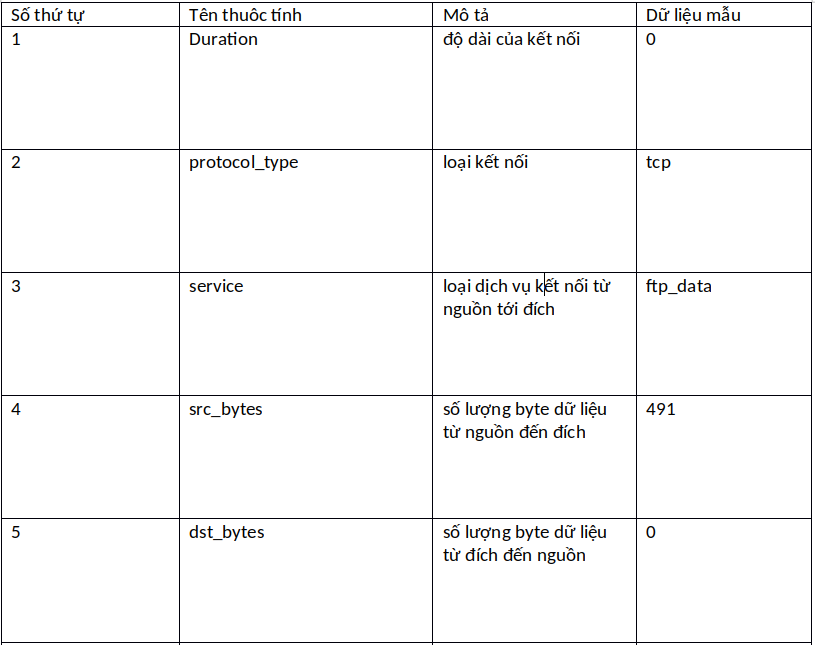 Số thứ tự Tên thuôc tính Mô tả Dữ liệu mẫu
1 Duration độ dài của kết nối 0
2 protocol_type loại kết nối tcp
3 service loại dịch vụ kết nối từ ftp_data
nguồn tới đích
4 src_bytes số lượng byte dữ liệu 491
từ nguồn đến đích
5 dst_bytes số lượng byte dữ liệu 0
từ đích đến nguồn